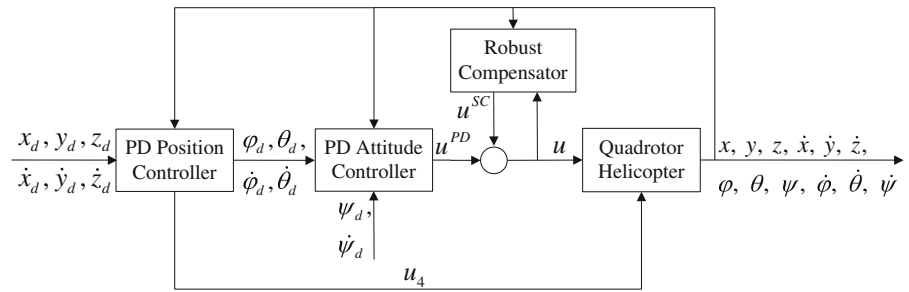 Robust
Compensator
u^{SC}
x_d, y_d, z_d
ẋ_d, ẏ_d, ż_d
PD Position
Controller
φ_d, θ_d,
φ̇_d, θ̇_d
PD Attitude
Controller
u^{PD}
u
Quadrotor
Helicopter
x, y, z, ẋ, ẏ, ż,
φ, θ, ψ, φ̇, θ̇, ψ̇
ψ_d,
ψ̇_d
u_4